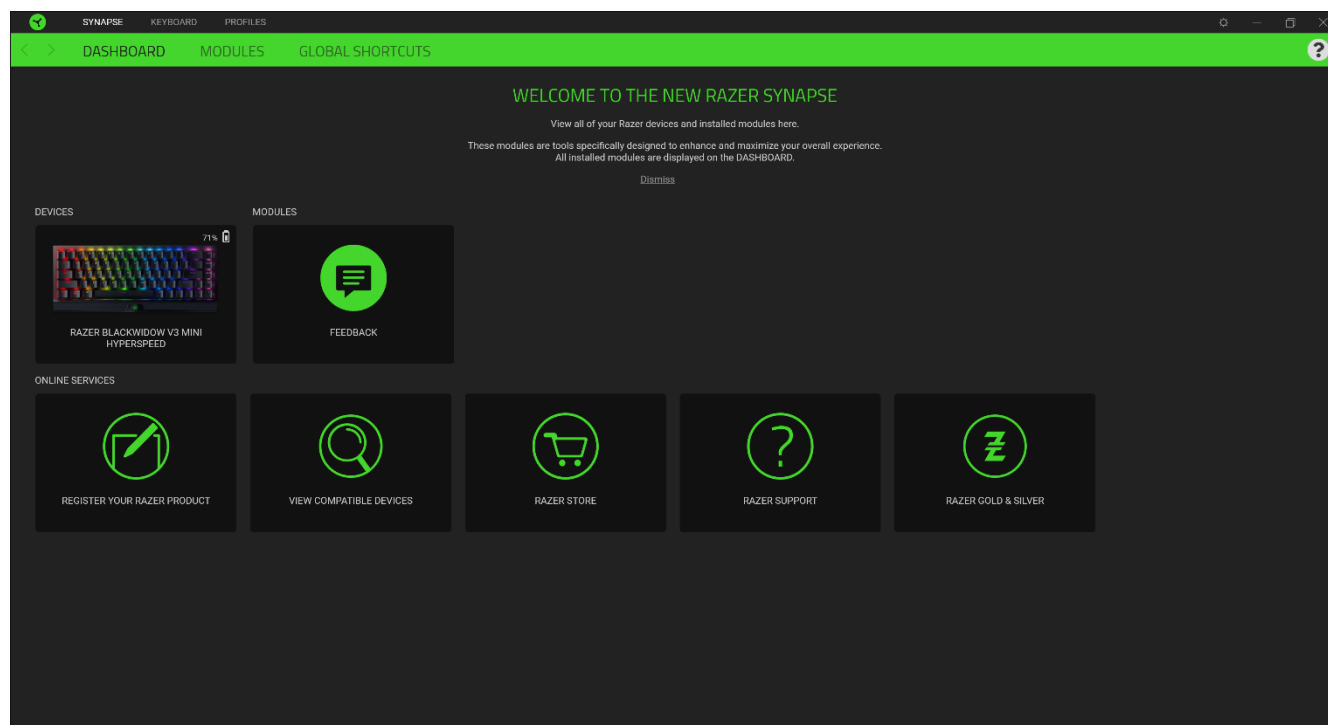 SYNAPSE KEYBOARD PROFILES
DASHBOARD MODULES GLOBAL SHORTCUTS ?
WELCOME TO THE NEW RAZER SYNAPSE
View all of your Razer devices and installed modules here.
These modules are tools specifically designed to enhance and maximize your overall experience.
All installed modules are displayed on the DASHBOARD.
Dismiss
DEVICES MODULES
71%
RAZER BLACKWIDOW V3 MINI
HYPERSPEED
FEEDBACK
ONLINE SERVICES
REGISTER YOUR RAZER PRODUCT VIEW COMPATIBLE DEVICES RAZER STORE RAZER SUPPORT RAZER GOLD & SILVER